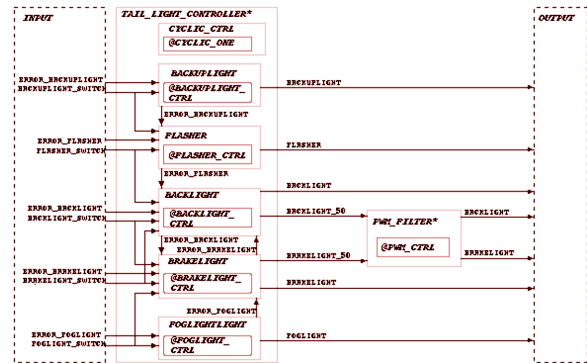 INPUT
TAIL_LIGHT_CONTROLLER*
OUTPUT
CYCLIC_CTRL
@CYCLIC_ONE
BACKUPLIGHT
ERROR_BACKUPLIGHT
BACKUPLIGHT_SWITCH
@BACKUPLIGHT_
CTRL
BACKUPLIGHT
ERROR_BACKUPLIGHT
FLASHER
ERROR_FLASHER
FLASHER_SWITCH
@FLASHER_CTRL
FLASHER
ERROR_FLASHER
BACKLIGHT
BACKLIGHT
ERROR_BACKLIGHT
BACKLIGHT_SWITCH
@BACKLIGHT_
CTRL
BACKLIGHT_50
PWM_FILTER*
BACKLIGHT
ERROR_BACKLIGHT
ERROR_BRAKELIGHT
@PWM_CTRL
BRAKELIGHT
BRAKELIGHT_50
BRAKELIGHT
ERROR_BRAKELIGHT
BRAKELIGHT_SWITCH
@BRAKELIGHT_
CTRL
BRAKELIGHT
ERROR_FOGLIGHT
FOGLIGHTLIGHT
ERROR_FOGLIGHT
FOGLIGHT_SWITCH
@FOGLIGHT_
CTRL
FOGLIGHT